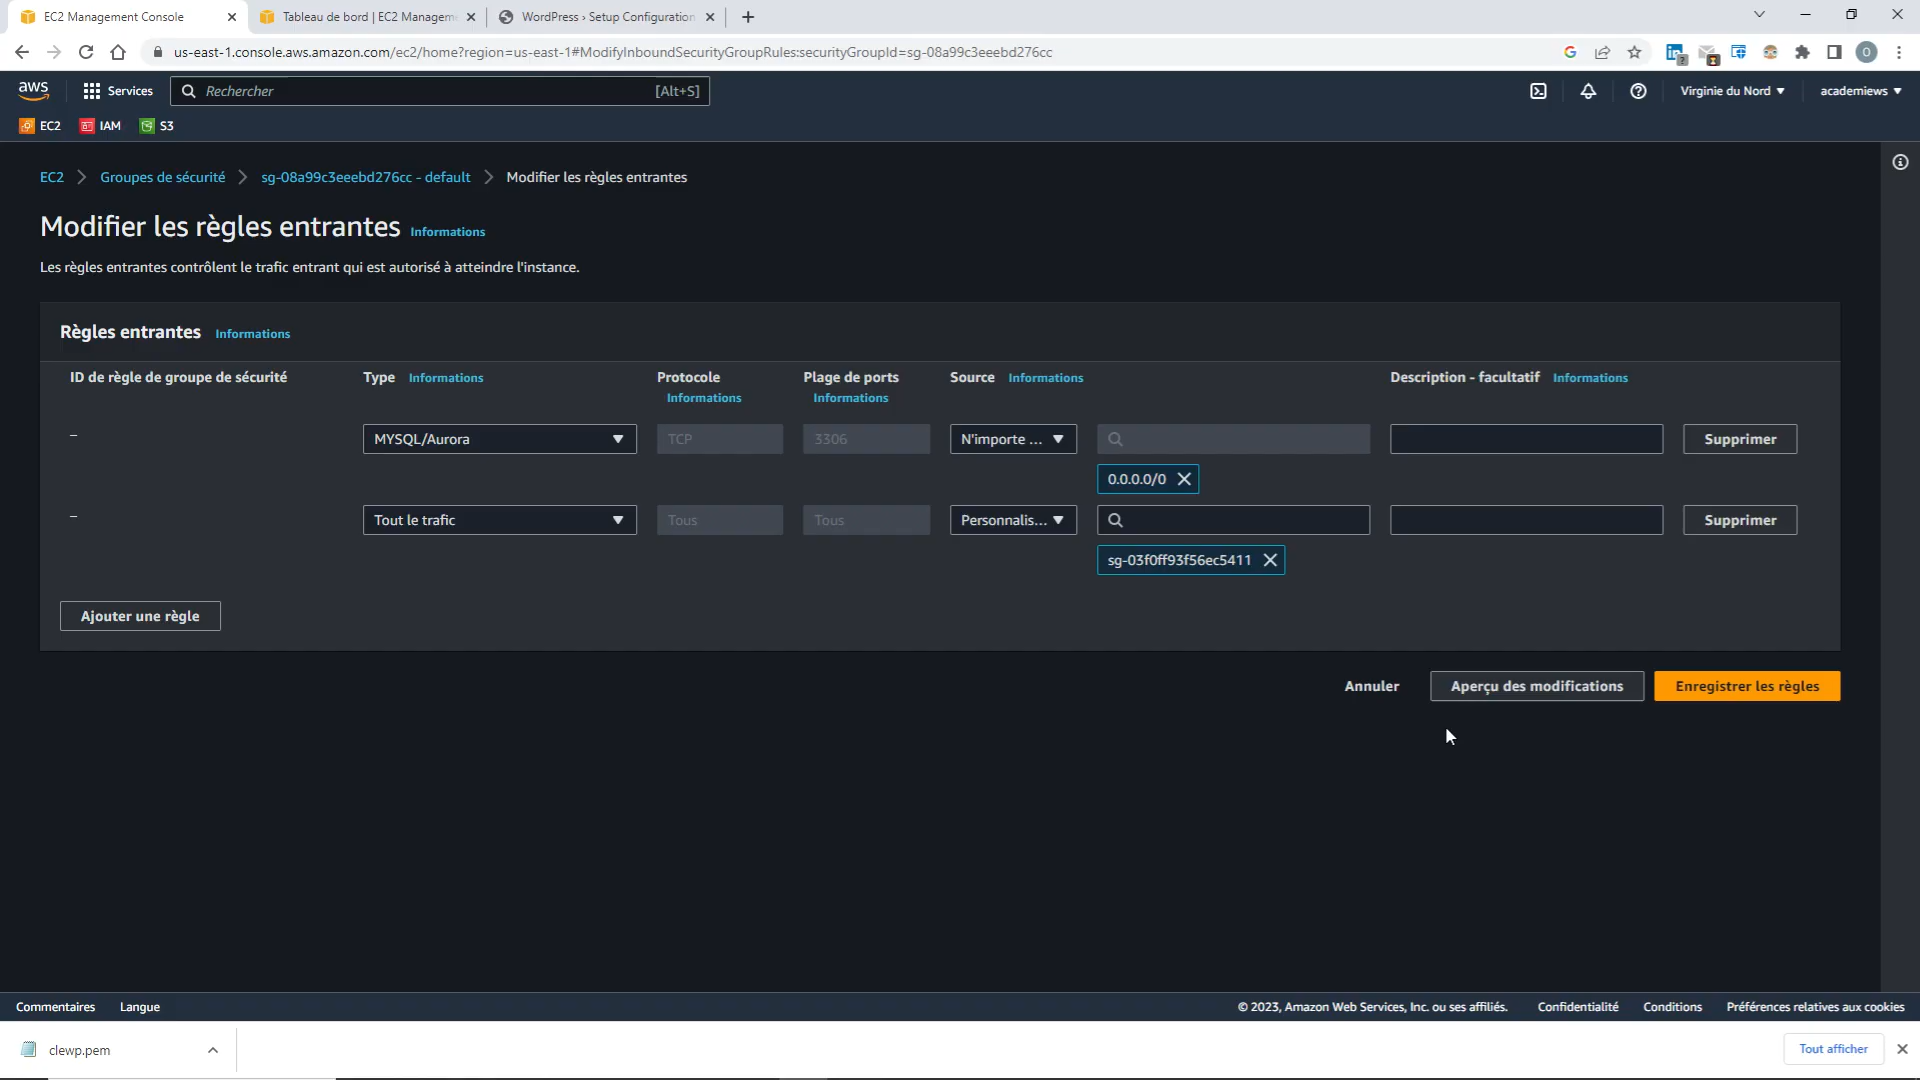 EC2 Management Console
Tableau de bord | EC2 Managem
WordPress › Setup Configuration
us-east-1.console.aws.amazon.com/ec2/home?region=us-east-1#ModifyInboundSecurityGroupRules:securityGroupId=sg-08a99c3eeebd276cc
O
aws
Services
Rechercher
[Alt+S]
Virginie du Nord
academiews
EC2
IAM
S3
EC2
Groupes de sécurité
sg-08a99c3eeebd276cc - default
Modifier les règles entrantes
Modifier les règles entrantes Informations
Les règles entrantes contrôlent le trafic entrant qui est autorisé à atteindre l'instance.
Règles entrantes Informations
ID de règle de groupe de sécurité
Type Informations
Protocole
Informations
Plage de ports
Informations
Source Informations
Description - facultatif Informations
–
MYSQL/Aurora
TCP
3306
N'importe ...
Supprimer
0.0.0.0/0
–
Tout le trafic
Tous
Tous
Personnalis...
Supprimer
sg-03f0ff93f56ec5411
Ajouter une règle
Annuler
Aperçu des modifications
Enregistrer les règles
Commentaires
Langue
© 2023, Amazon Web Services, Inc. ou ses affiliés.
Confidentialité
Conditions
Préférences relatives aux cookies
clewp.pem
Tout afficher